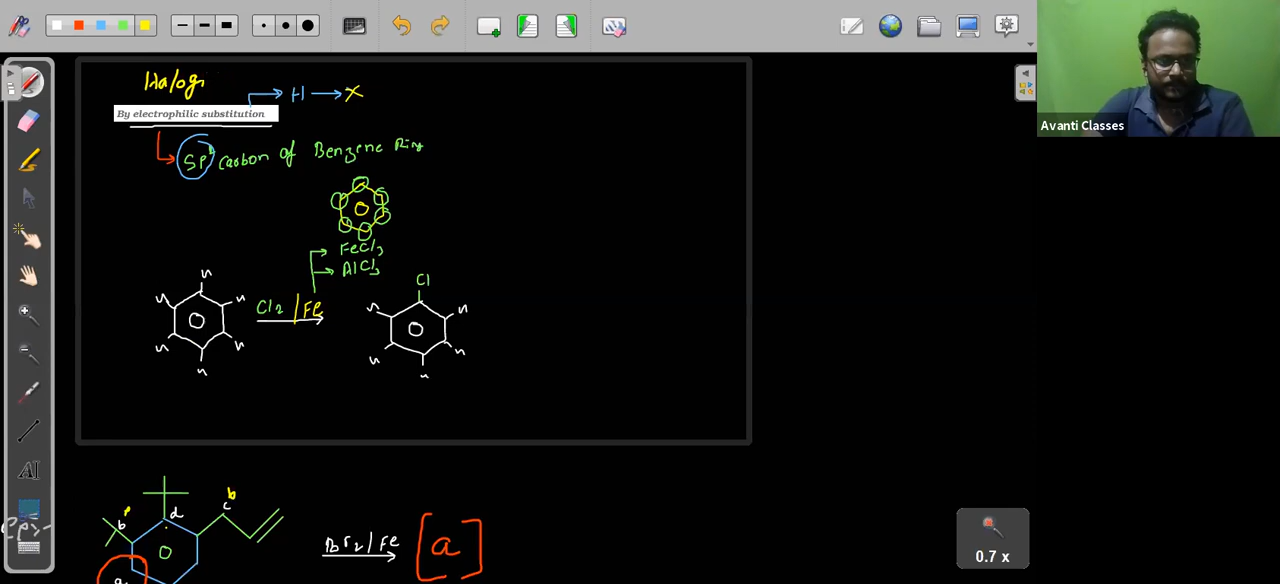 Halogn
H → X
By electrophilic substitution
SP² carbon of Benzene Ring
FeCl3
AlCl3
Cl2 / Fe
Cl
H H H H H H
H H H H H
b d b c
Br2/Fe [a]
a
Avanti Classes
0.7 x